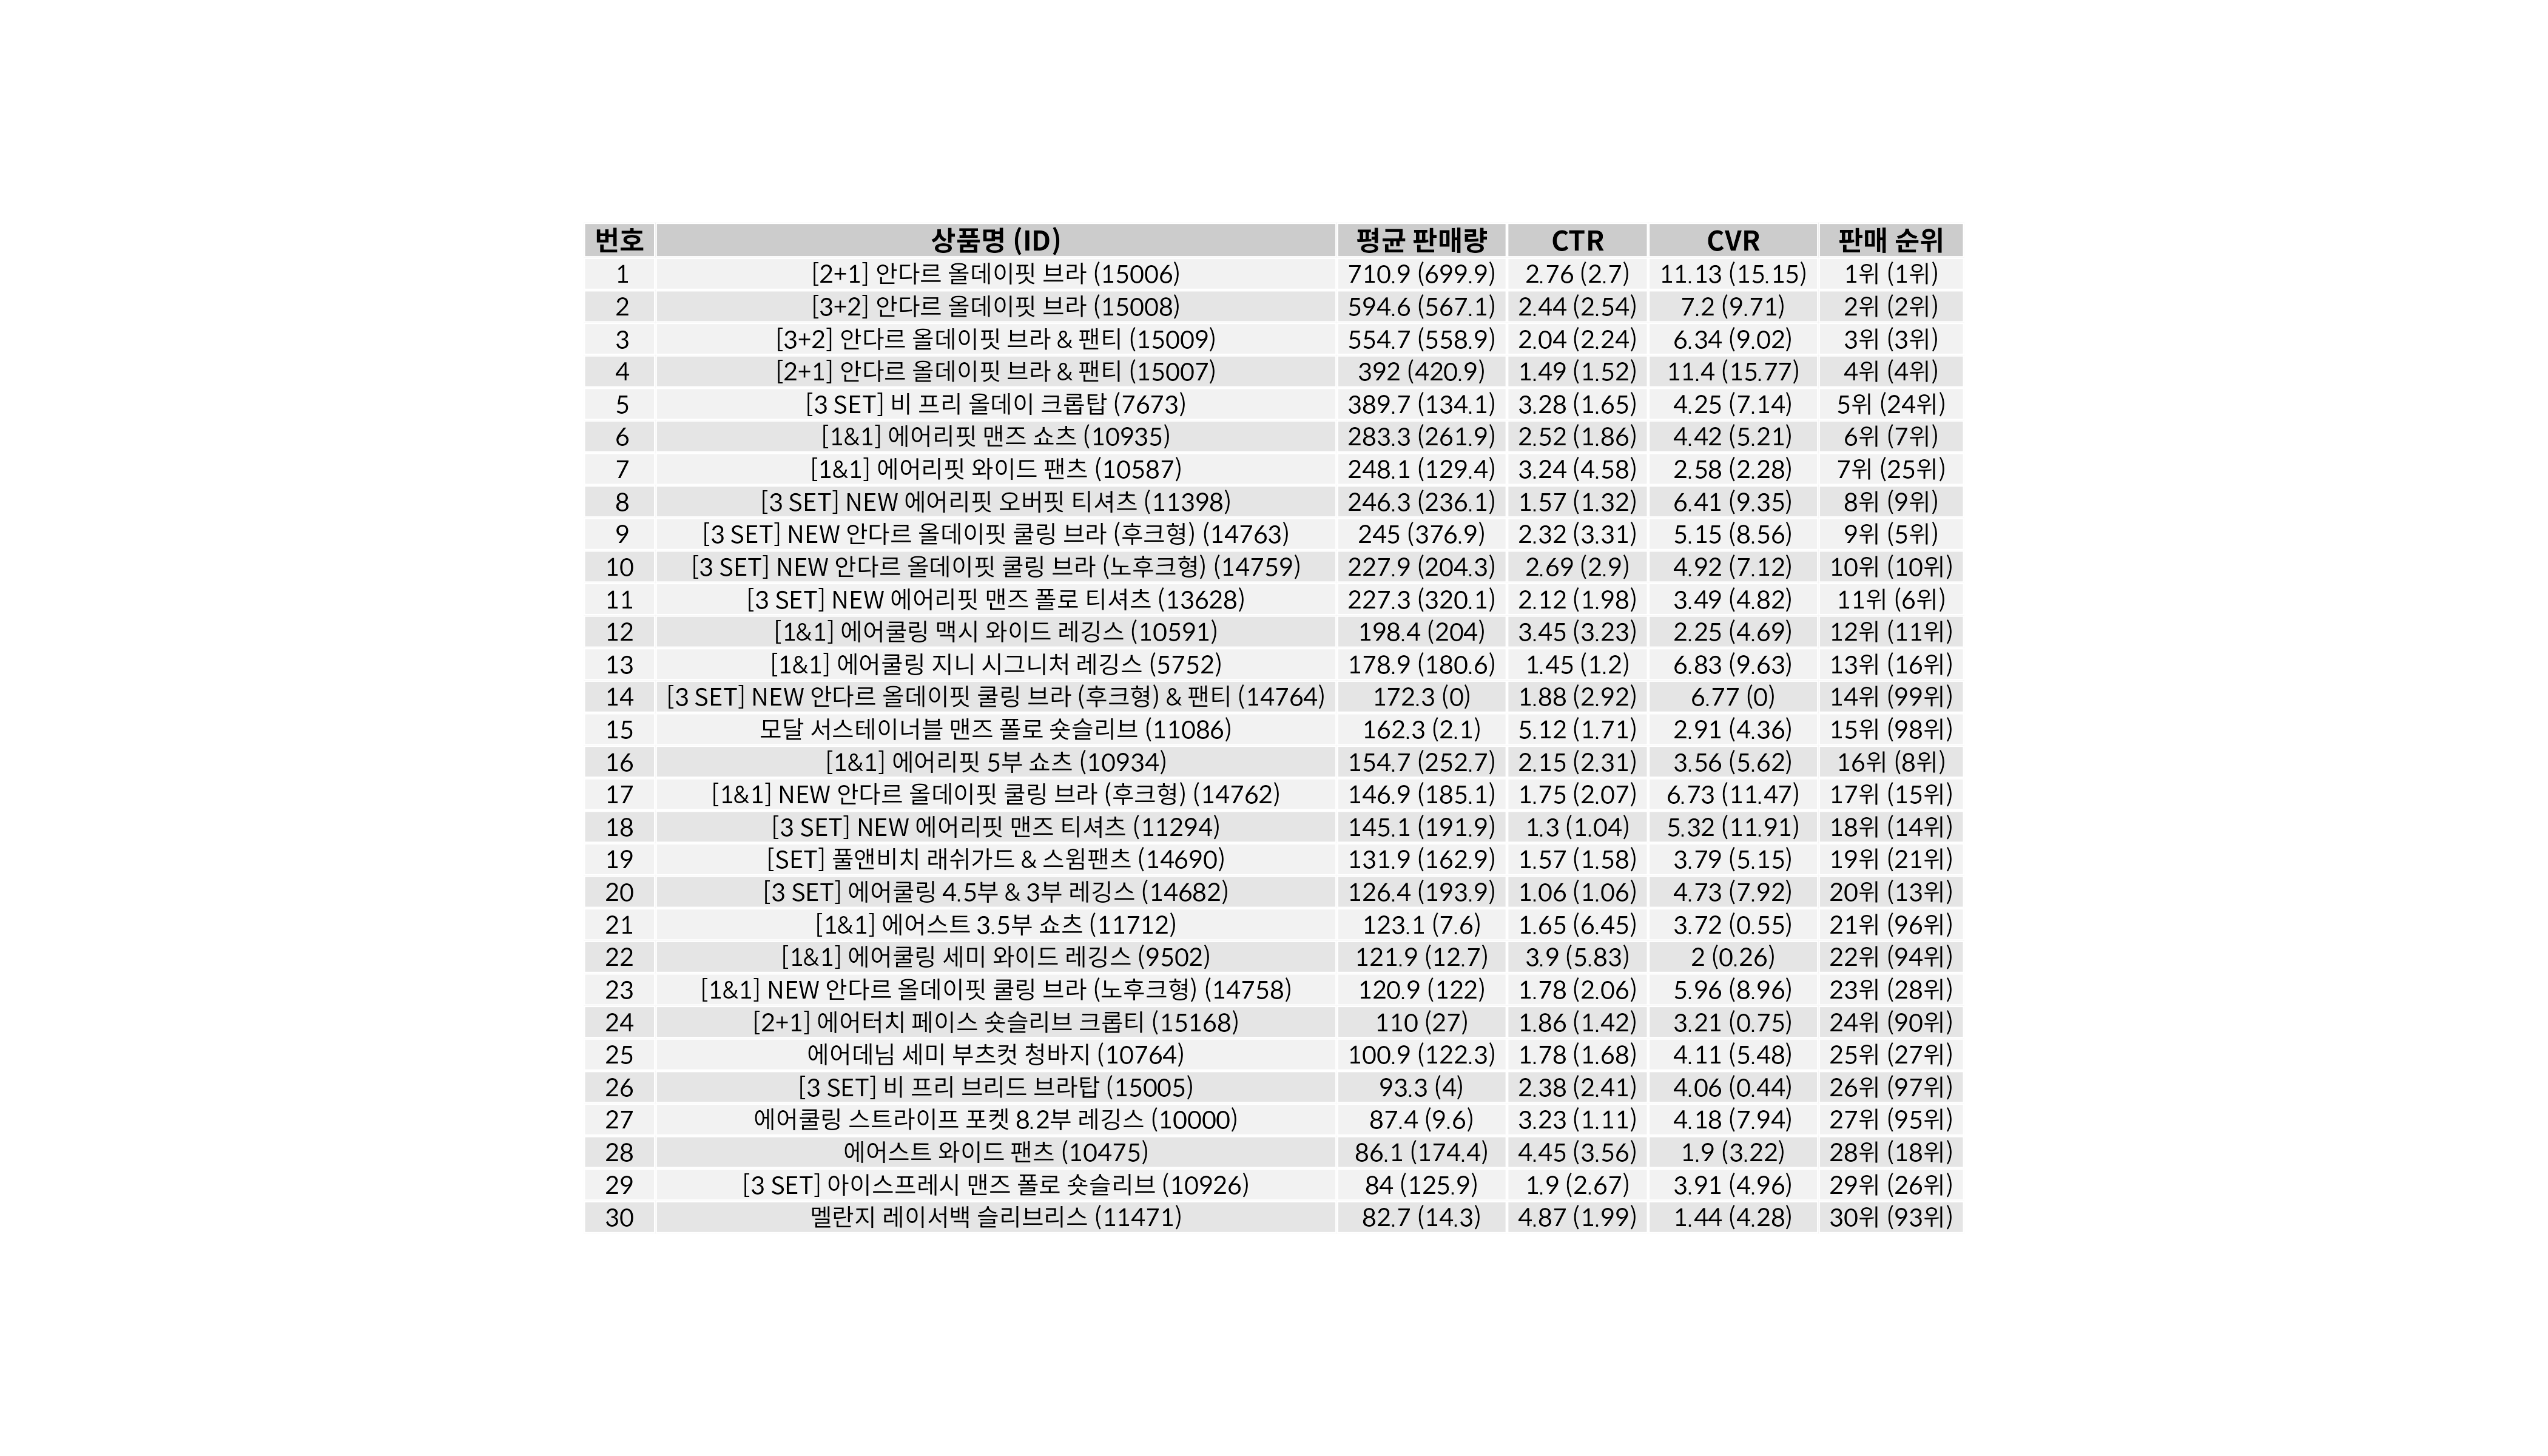 번호 상품명 (ID) 평균 판매량 CTR CVR 판매 순위
1 [2+1] 안다르 올데이핏 브라 (15006) 710.9 (699.9) 2.76 (2.7) 11.13 (15.15) 1위 (1위)
2 [3+2] 안다르 올데이핏 브라 (15008) 594.6 (567.1) 2.44 (2.54) 7.2 (9.71) 2위 (2위)
3 [3+2] 안다르 올데이핏 브라 & 팬티 (15009) 554.7 (558.9) 2.04 (2.24) 6.34 (9.02) 3위 (3위)
4 [2+1] 안다르 올데이핏 브라 & 팬티 (15007) 392 (420.9) 1.49 (1.52) 11.4 (15.77) 4위 (4위)
5 [3 SET] 비 프리 올데이 크롭탑 (7673) 389.7 (134.1) 3.28 (1.65) 4.25 (7.14) 5위 (24위)
6 [1&1] 에어리핏 맨즈 쇼츠 (10935) 283.3 (261.9) 2.52 (1.86) 4.42 (5.21) 6위 (7위)
7 [1&1] 에어리핏 와이드 팬츠 (10587) 248.1 (129.4) 3.24 (4.58) 2.58 (2.28) 7위 (25위)
8 [3 SET] NEW 에어리핏 오버핏 티셔츠 (11398) 246.3 (236.1) 1.57 (1.32) 6.41 (9.35) 8위 (9위)
9 [3 SET] NEW 안다르 올데이핏 쿨링 브라 (후크형) (14763) 245 (376.9) 2.32 (3.31) 5.15 (8.56) 9위 (5위)
10 [3 SET] NEW 안다르 올데이핏 쿨링 브라 (노후크형) (14759) 227.9 (204.3) 2.69 (2.9) 4.92 (7.12) 10위 (10위)
11 [3 SET] NEW 에어리핏 맨즈 폴로 티셔츠 (13628) 227.3 (320.1) 2.12 (1.98) 3.49 (4.82) 11위 (6위)
12 [1&1] 에어쿨링 맥시 와이드 레깅스 (10591) 198.4 (204) 3.45 (3.23) 2.25 (4.69) 12위 (11위)
13 [1&1] 에어쿨링 지니 시그니처 레깅스 (5752) 178.9 (180.6) 1.45 (1.2) 6.83 (9.63) 13위 (16위)
14 [3 SET] NEW 안다르 올데이핏 쿨링 브라 (후크형) & 팬티 (14764) 172.3 (0) 1.88 (2.92) 6.77 (0) 14위 (99위)
15 모달 서스테이너블 맨즈 폴로 숏슬리브 (11086) 162.3 (2.1) 5.12 (1.71) 2.91 (4.36) 15위 (98위)
16 [1&1] 에어리핏 5부 쇼츠 (10934) 154.7 (252.7) 2.15 (2.31) 3.56 (5.62) 16위 (8위)
17 [1&1] NEW 안다르 올데이핏 쿨링 브라 (후크형) (14762) 146.9 (185.1) 1.75 (2.07) 6.73 (11.47) 17위 (15위)
18 [3 SET] NEW 에어리핏 맨즈 티셔츠 (11294) 145.1 (191.9) 1.3 (1.04) 5.32 (11.91) 18위 (14위)
19 [SET] 풀앤비치 래쉬가드 & 스윔팬츠 (14690) 131.9 (162.9) 1.57 (1.58) 3.79 (5.15) 19위 (21위)
20 [3 SET] 에어쿨링 4.5부 & 3부 레깅스 (14682) 126.4 (193.9) 1.06 (1.06) 4.73 (7.92) 20위 (13위)
21 [1&1] 에어스트 3.5부 쇼츠 (11712) 123.1 (7.6) 1.65 (6.45) 3.72 (0.55) 21위 (96위)
22 [1&1] 에어쿨링 세미 와이드 레깅스 (9502) 121.9 (12.7) 3.9 (5.83) 2 (0.26) 22위 (94위)
23 [1&1] NEW 안다르 올데이핏 쿨링 브라 (노후크형) (14758) 120.9 (122) 1.78 (2.06) 5.96 (8.96) 23위 (28위)
24 [2+1] 에어터치 페이스 숏슬리브 크롭티 (15168) 110 (27) 1.86 (1.42) 3.21 (0.75) 24위 (90위)
25 에어데님 세미 부츠컷 청바지 (10764) 100.9 (122.3) 1.78 (1.68) 4.11 (5.48) 25위 (27위)
26 [3 SET] 비 프리 브리드 브라탑 (15005) 93.3 (4) 2.38 (2.41) 4.06 (0.44) 26위 (97위)
27 에어쿨링 스트라이프 포켓 8.2부 레깅스 (10000) 87.4 (9.6) 3.23 (1.11) 4.18 (7.94) 27위 (95위)
28 에어스트 와이드 팬츠 (10475) 86.1 (174.4) 4.45 (3.56) 1.9 (3.22) 28위 (18위)
29 [3 SET] 아이스프레시 맨즈 폴로 숏슬리브 (10926) 84 (125.9) 1.9 (2.67) 3.91 (4.96) 29위 (26위)
30 멜란지 레이서백 슬리브리스 (11471) 82.7 (14.3) 4.87 (1.99) 1.44 (4.28) 30위 (93위)